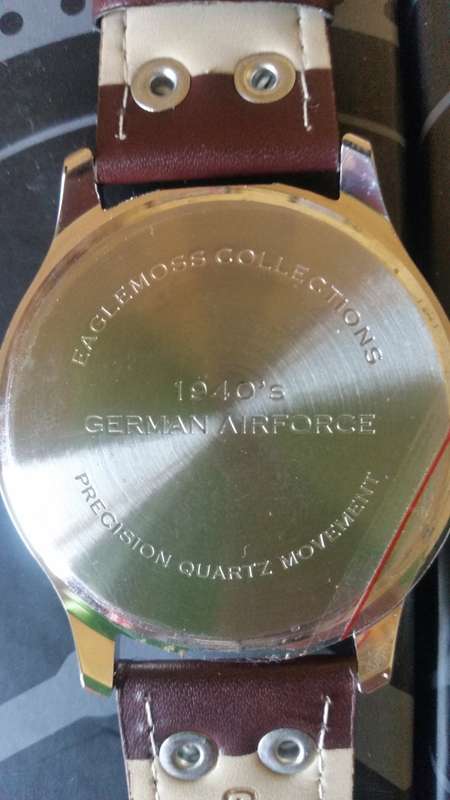 EAGLEMOSS COLLECTIONS
1940's
GERMAN AIRFORCE
PRECISION QUARTZ MOVEMENT